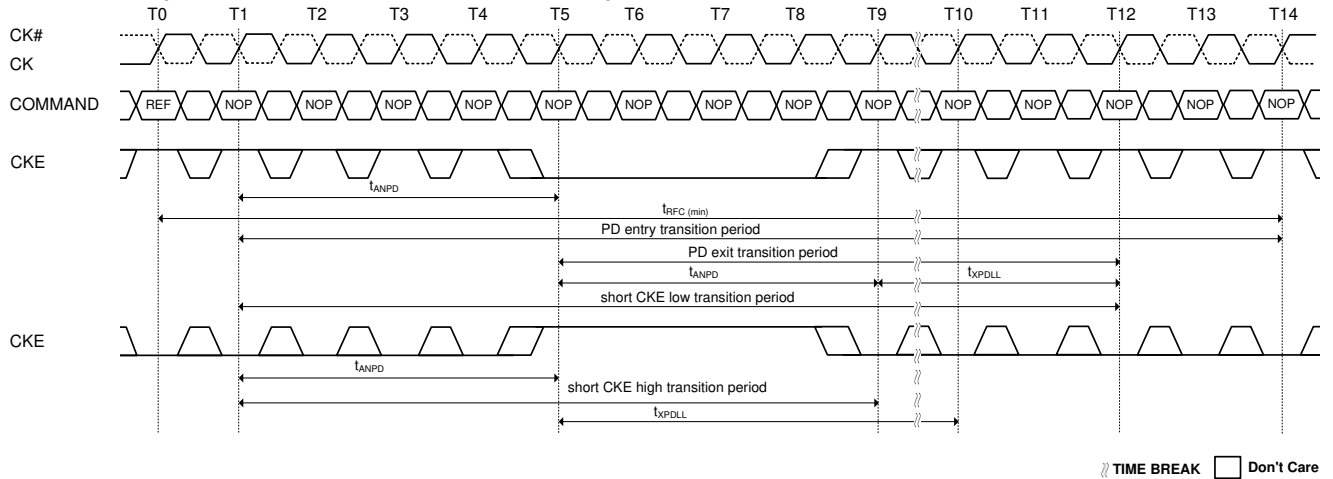 T0 T1 T2 T3 T4 T5 T6 T7 T8 T9 T10 T11 T12 T13 T14
CK#
CK
COMMAND REF NOP NOP NOP NOP NOP NOP NOP NOP NOP NOP NOP NOP NOP NOP
CKE
tANPD
tRFC (min)
PD entry transition period
PD exit transition period
tANPD tXPDLL
short CKE low transition period
CKE
tANPD
short CKE high transition period
tXPDLL
TIME BREAK Don't Care